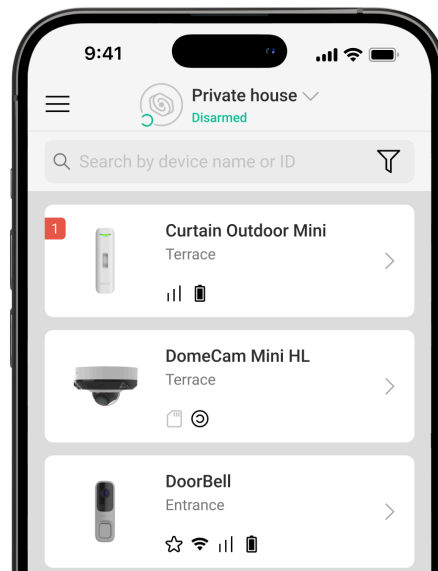 9:41
Private house
Disarmed
Search by device name or ID
1
Curtain Outdoor Mini
Terrace
DomeCam Mini HL
Terrace
DoorBell
Entrance